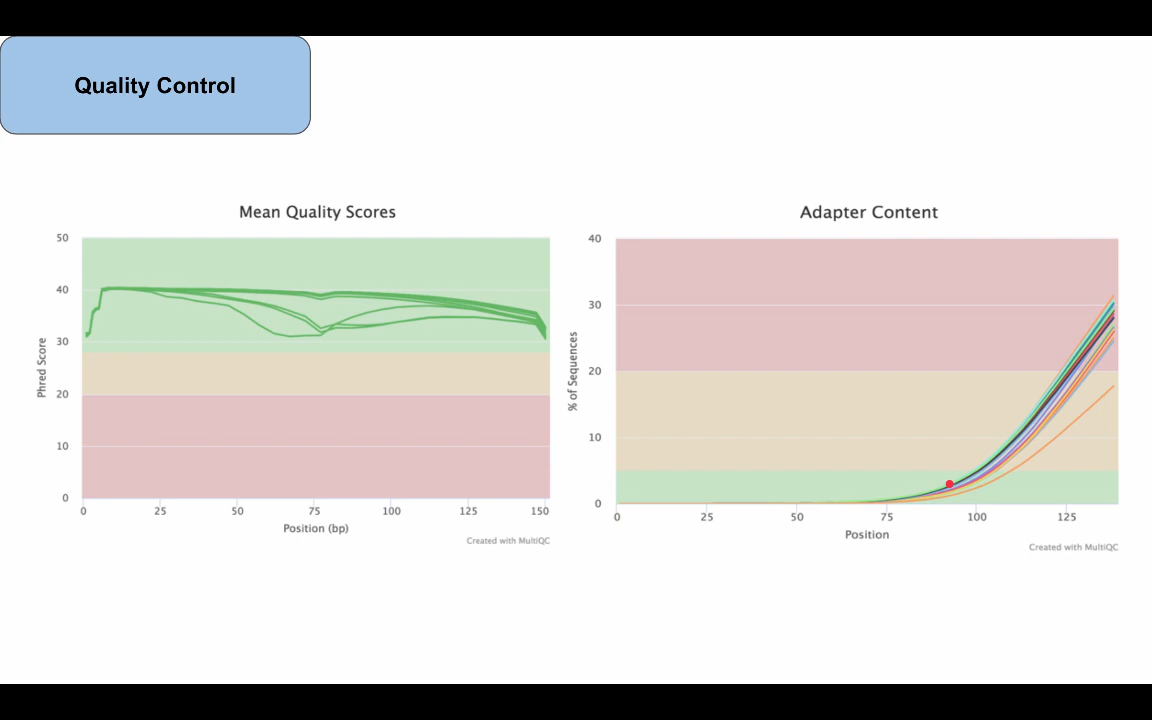 Quality Control
Mean Quality Scores
50
40
30
20
10
0
Phred Score
0 25 50 75 100 125 150
Position (bp)
Created with MultiQC
Adapter Content
40
30
20
10
0
% of Sequences
0 25 50 75 100 125
Position
Created with MultiQC